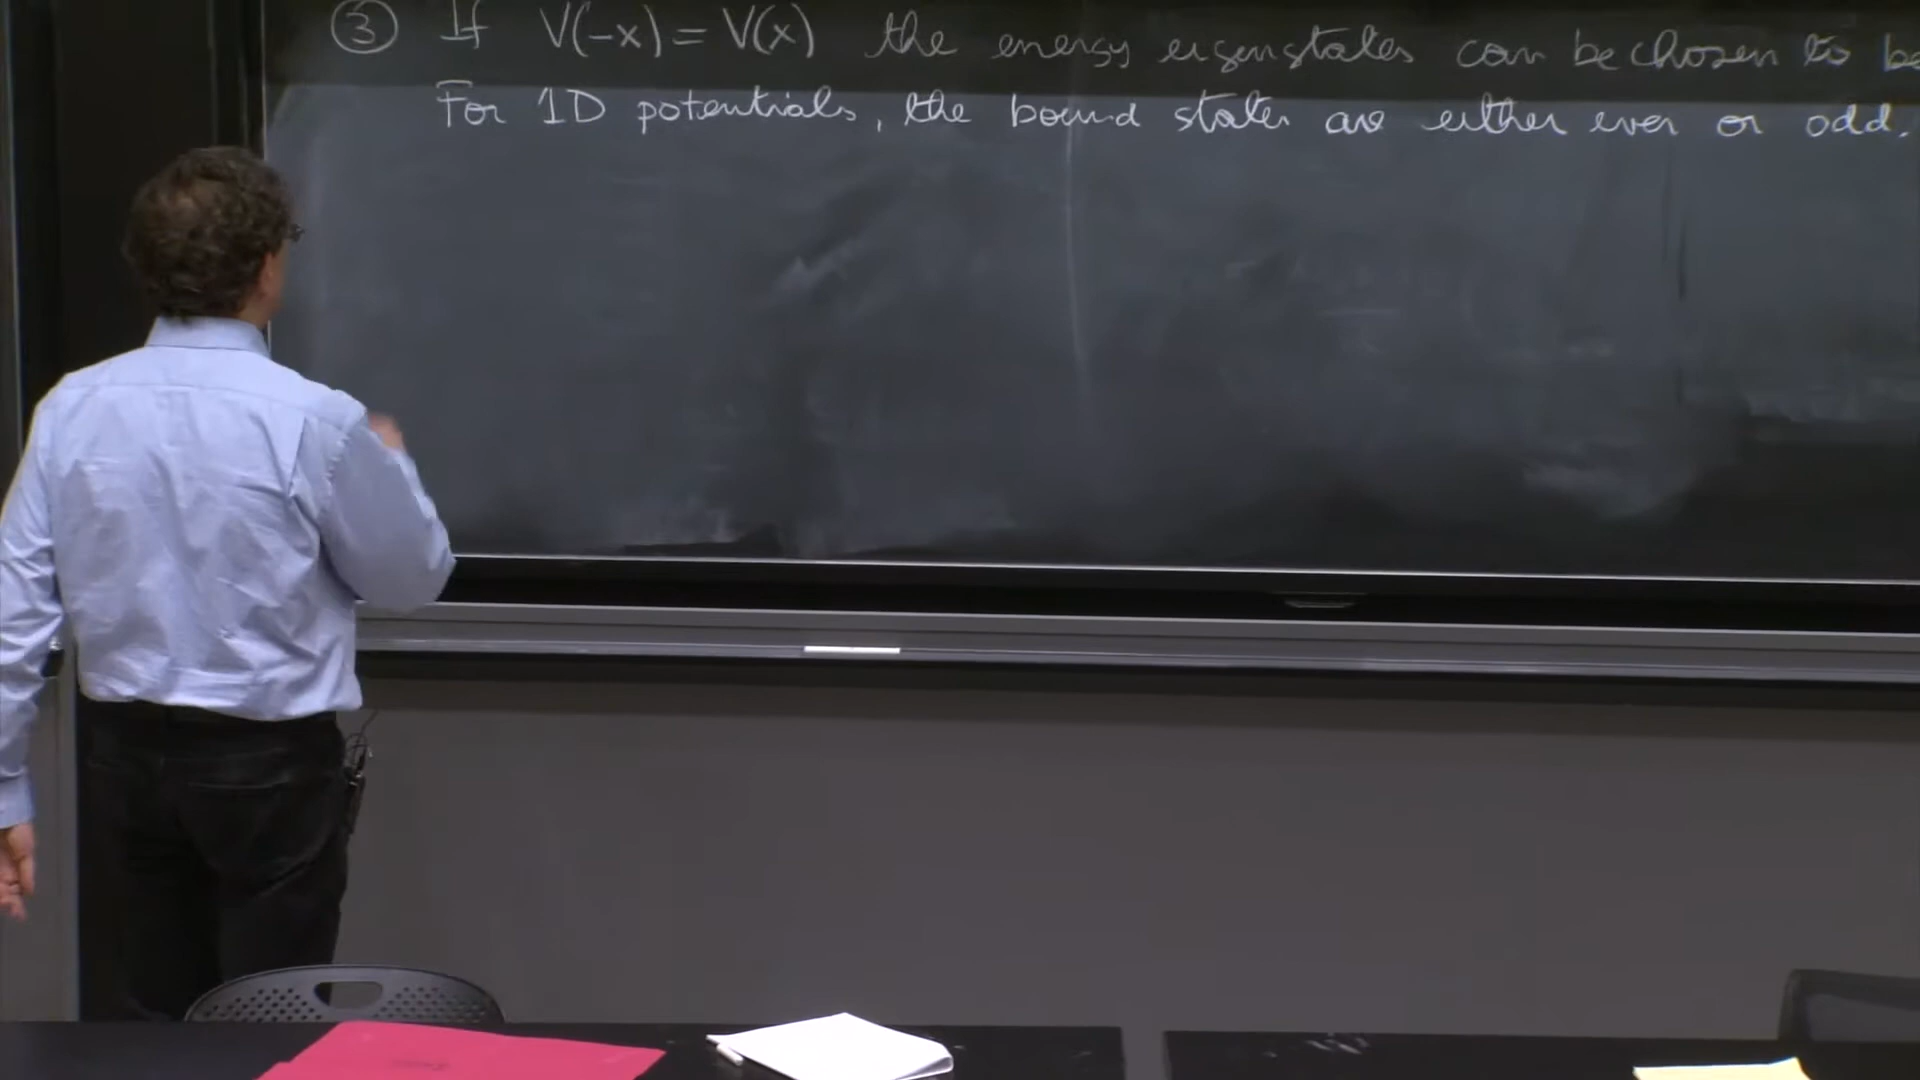 ③ If V(-x) = V(x) the energy eigenstates can be chosen to be
For 1D potentials, the bound states are either even or odd.